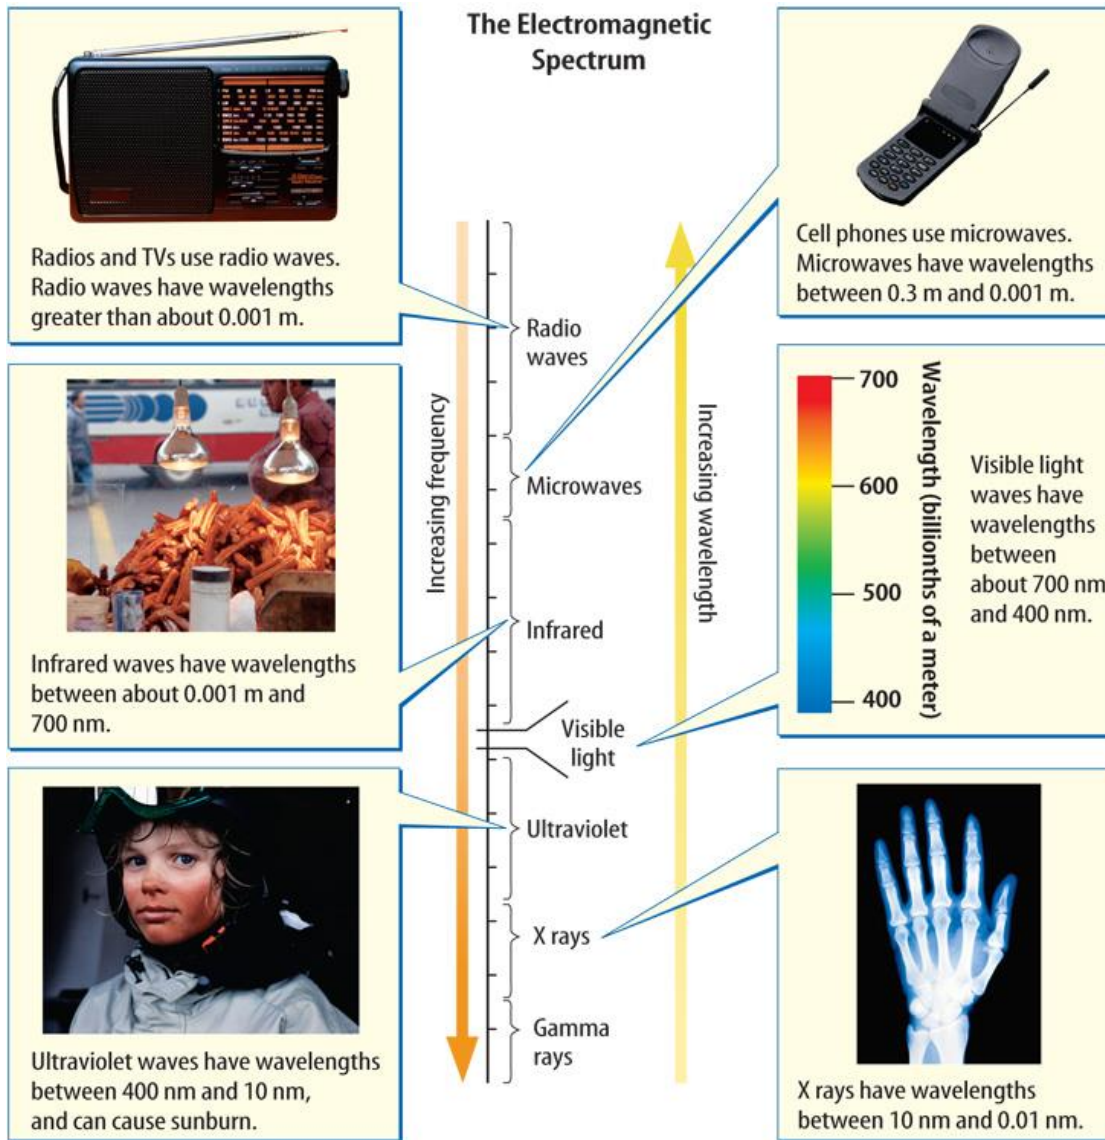 The Electromagnetic
Spectrum
Radios and TVs use radio waves.
Radio waves have wavelengths
greater than about 0.001 m.
Cell phones use microwaves.
Microwaves have wavelengths
between 0.3 m and 0.001 m.
Infrared waves have wavelengths
between about 0.001 m and
700 nm.
Increasing frequency
Radio
waves
Microwaves
Infrared
Visible
light
Ultraviolet
X rays
Gamma
rays
Increasing wavelength
700
600
500
400
Wavelength (billionths of a meter)
Visible light
waves have
wavelengths
between
about 700 nm
and 400 nm.
Ultraviolet waves have wavelengths
between 400 nm and 10 nm,
and can cause sunburn.
X rays have wavelengths
between 10 nm and 0.01 nm.